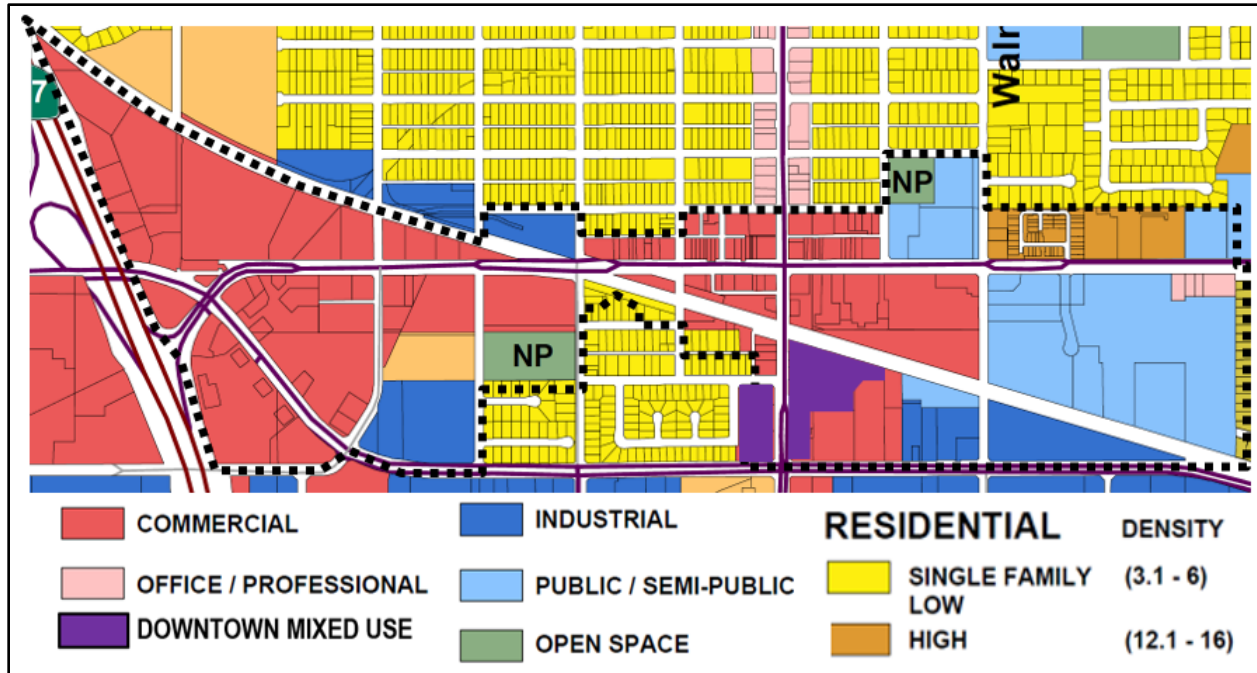 7
Walr
NP
NP
COMMERCIAL
INDUSTRIAL
RESIDENTIAL DENSITY
OFFICE / PROFESSIONAL
PUBLIC / SEMI-PUBLIC
SINGLE FAMILY LOW (3.1 - 6)
DOWNTOWN MIXED USE
OPEN SPACE
HIGH (12.1 - 16)